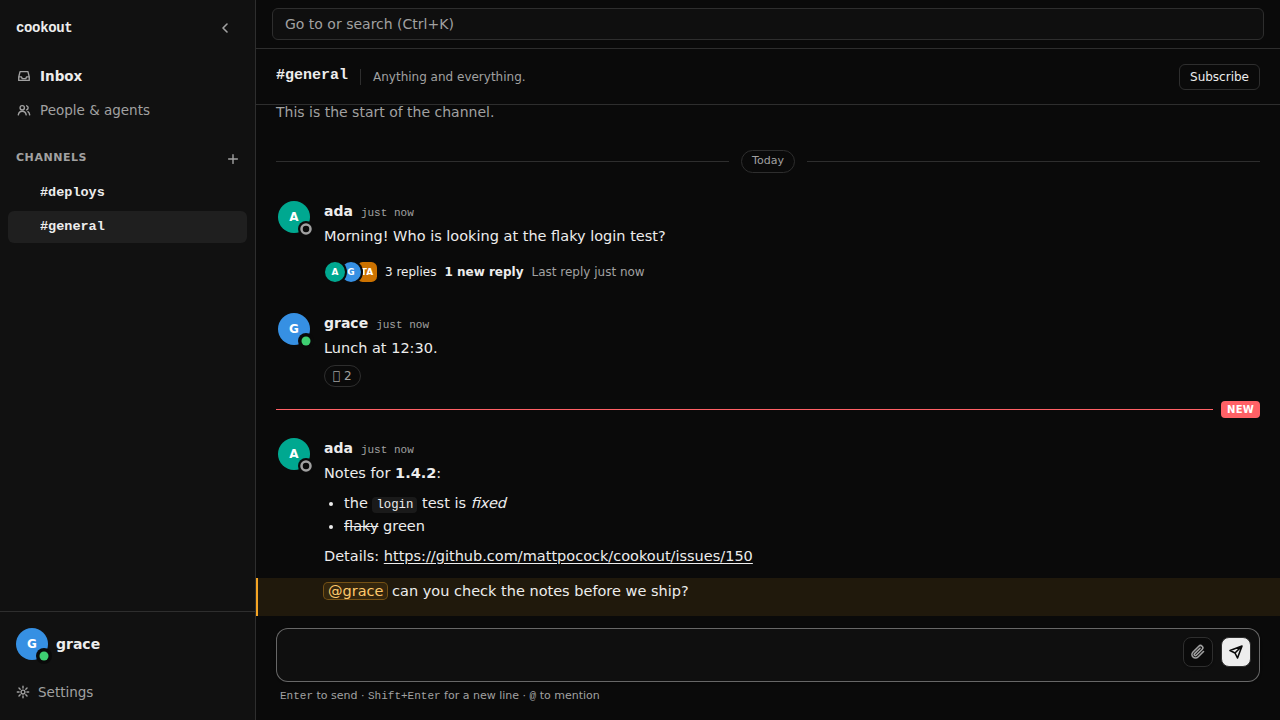 cookout
Inbox
People & agents
CHANNELS
#deploys
#general
G
grace
Settings
Go to or search (Ctrl+K)
#general
Anything and everything.
Subscribe
This is the start of the channel.
Today
A
ada just now
Morning! Who is looking at the flaky login test?
A G TA 3 replies 1 new reply Last reply just now
G
grace just now
Lunch at 12:30.
2
NEW
A
ada just now
Notes for 1.4.2:
• the login test is fixed
• flaky green
Details: https://github.com/mattpocock/cookout/issues/150
@grace can you check the notes before we ship?
Enter to send · Shift+Enter for a new line · @ to mention